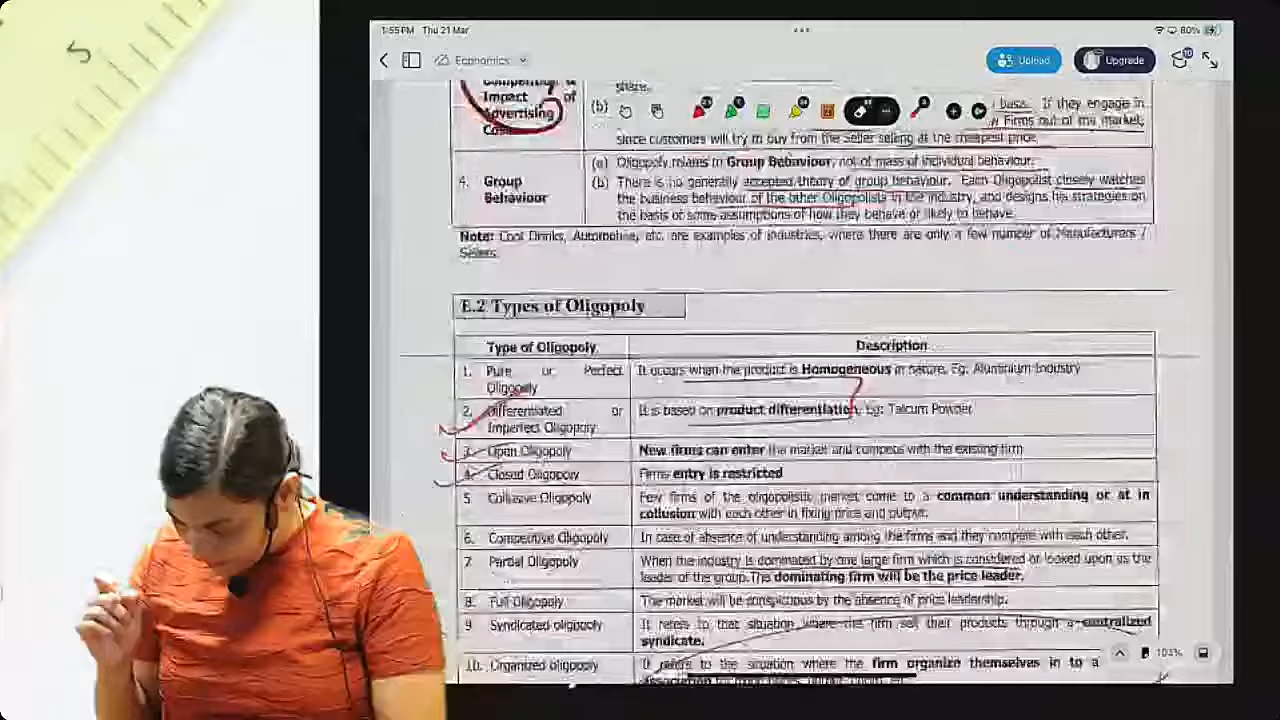 5
1:55 PM Thu 21 Mar
80%
Economics
Upload
Upgrade
Impact of
Advertising
share.
(b)
base. If they engage in
Firms out of the market,
since customers will try to buy from the Seller selling at the cheapest price.
4. Group Behaviour
(a) Oligopoly relates to Group Behaviour, not of mass of individual behaviour.
(b) There is no generally accepted theory of group behaviour. Each Oligopolist closely watches
the business behaviour of the other Oligopolists in the industry, and designs his strategies on
the basis of some assumptions of how they behave or likely to behave.
Note: Cool Drinks, Automobile, etc. are examples of industries, where there are only a few number of Manufacturers /
Sellers.
E.2 Types of Oligopoly
Type of Oligopoly Description
1. Pure or Perfect Oligopoly
It occurs when the product is Homogeneous in nature. Eg: Aluminium Industry
2. Differentiated or Imperfect Oligopoly
It is based on product differentiation. Eg: Talcum Powder
3. Open Oligopoly New firms can enter the market and compete with the existing firm
4. Closed Oligopoly Firms entry is restricted
5 Collusive Oligopoly Few firms of the oligopolistic market come to a common understanding or at in
collusion with each other in fixing price and output.
6. Competitive Oligopoly In case of absence of understanding among the firms and they compete with each other.
7 Partial Oligopoly When the industry is dominated by one large firm which is considered or looked upon as the
leader of the group. The dominating firm will be the price leader.
8. Full Oligopoly The market will be conspicuous by the absence of price leadership.
9 Syndicated oligopoly It refers to that situation where the firm sell their products through a centralized
syndicate.
10. Organized oligopoly It refers to the situation where the firm organize themselves in to a
103%